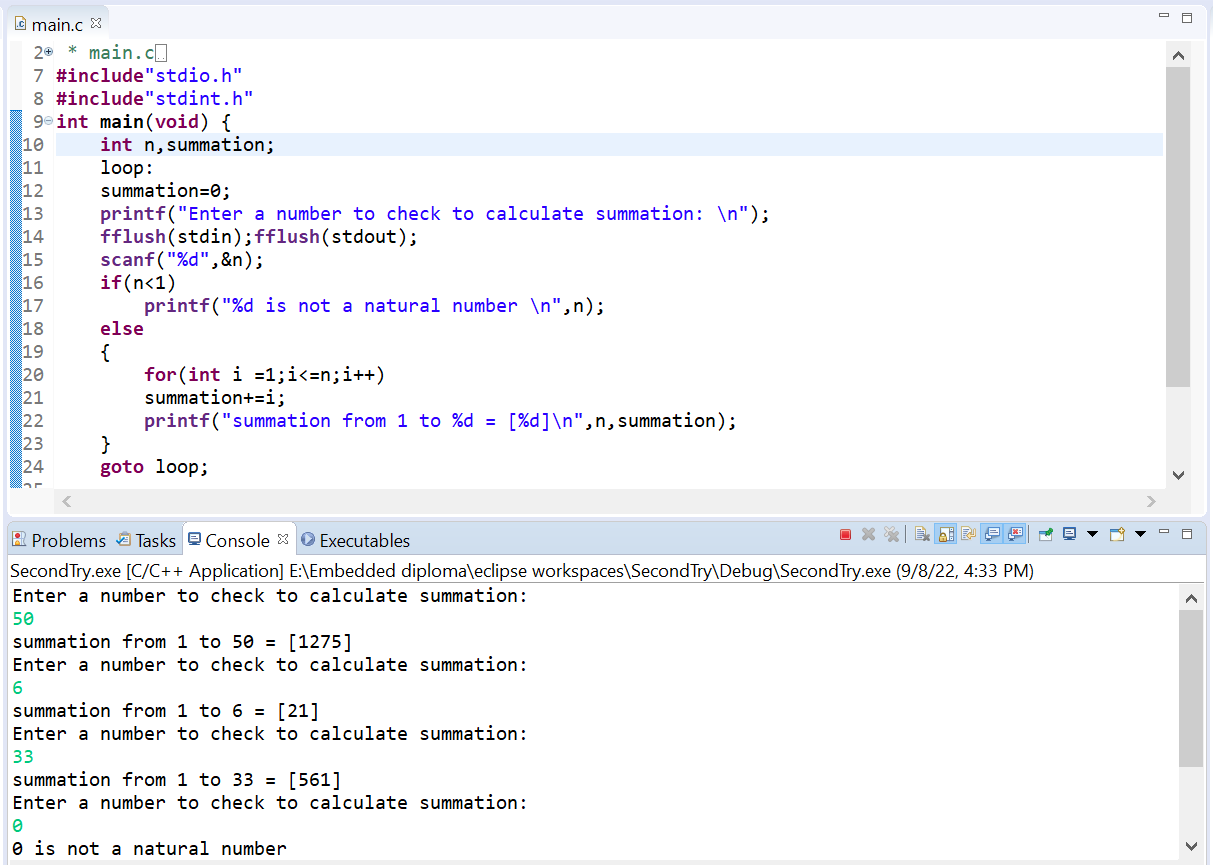 main.c
2 * main.c
7 #include"stdio.h"
8 #include"stdint.h"
9 int main(void) {
10 int n,summation;
11 loop:
12 summation=0;
13 printf("Enter a number to check to calculate summation: \n");
14 fflush(stdin);fflush(stdout);
15 scanf("%d",&n);
16 if(n<1)
17 printf("%d is not a natural number \n",n);
18 else
19 {
20 for(int i =1;i<=n;i++)
21 summation+=i;
22 printf("summation from 1 to %d = [%d]\n",n,summation);
23 }
24 goto loop;
Problems Tasks Console Executables
SecondTry.exe [C/C++ Application] E:\Embedded diploma\eclipse workspaces\SecondTry\Debug\SecondTry.exe (9/8/22, 4:33 PM)
Enter a number to check to calculate summation:
50
summation from 1 to 50 = [1275]
Enter a number to check to calculate summation:
6
summation from 1 to 6 = [21]
Enter a number to check to calculate summation:
33
summation from 1 to 33 = [561]
Enter a number to check to calculate summation:
0
0 is not a natural number